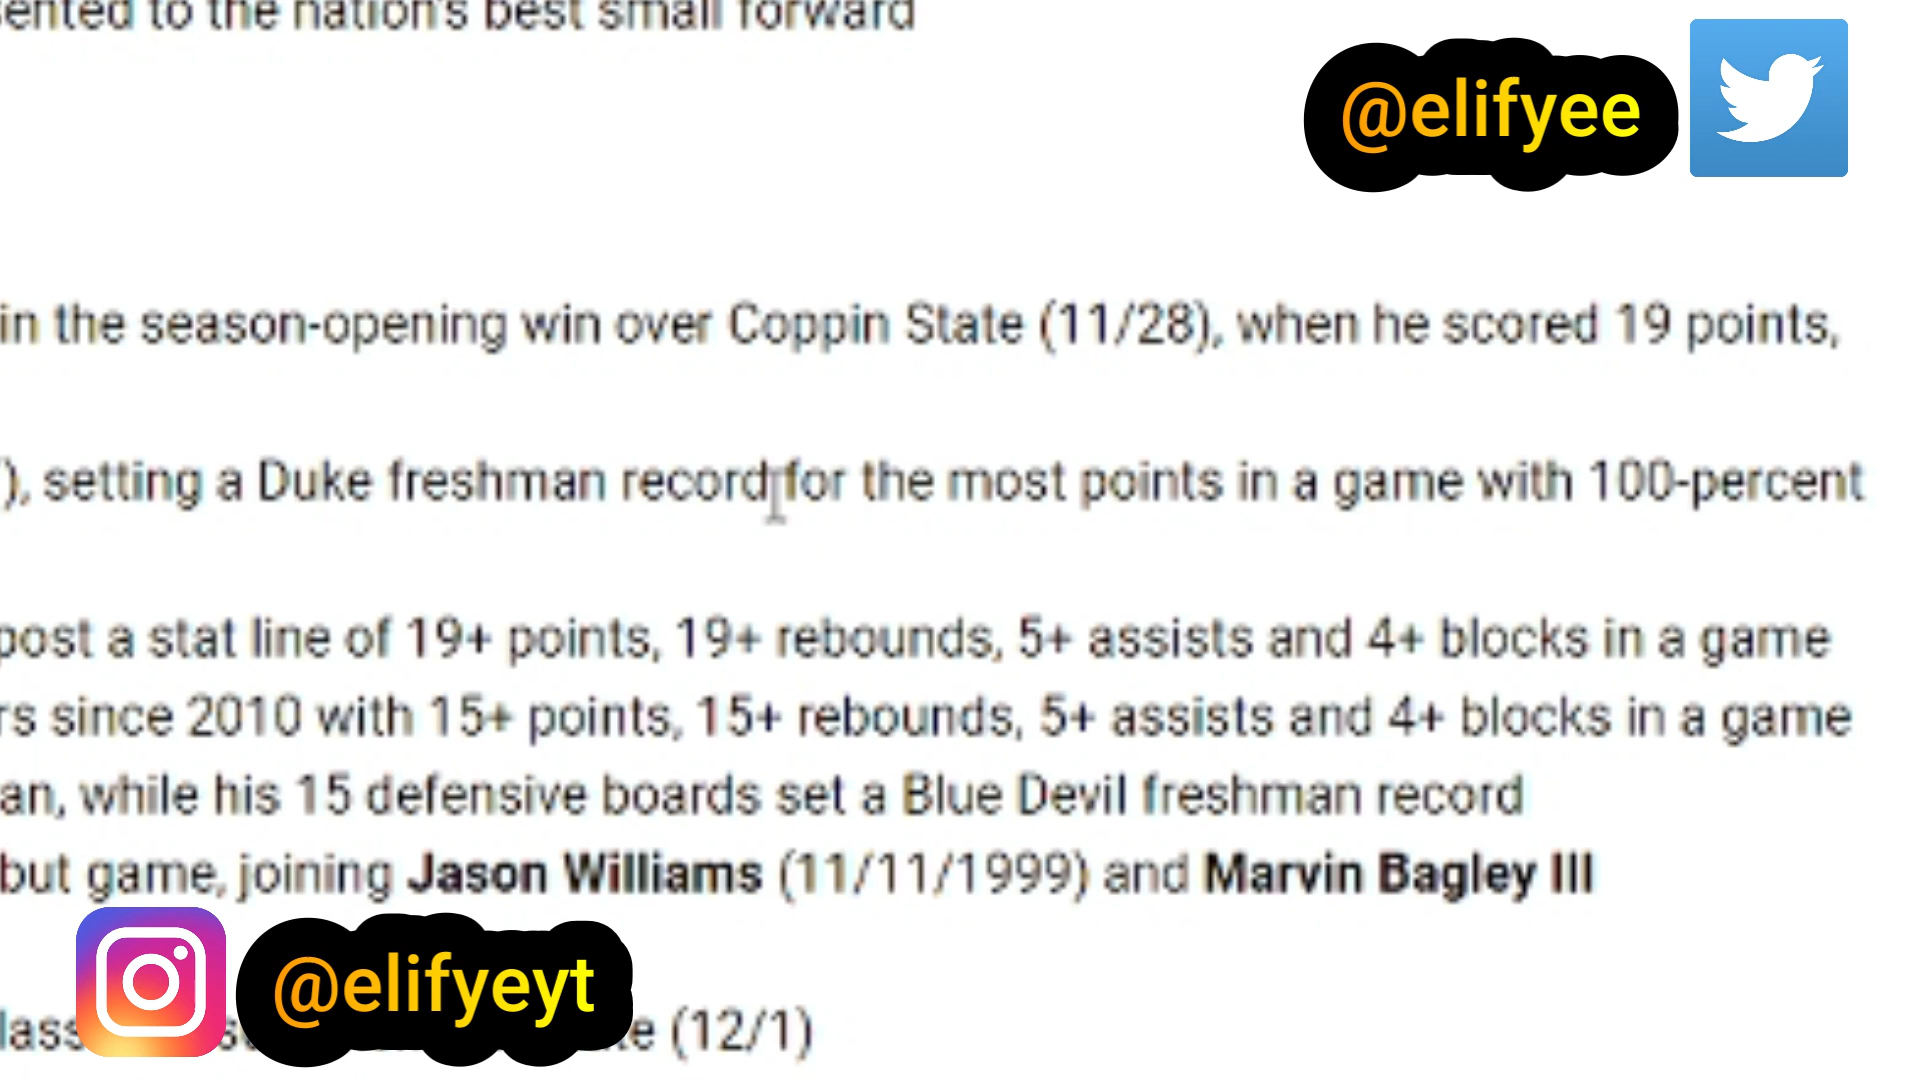 to the nation's best small forward
@elifyee
in the season-opening win over Coppin State (11/28), when he scored 19 points,
), setting a Duke freshman record for the most points in a game with 100-percent
post a stat line of 19+ points, 19+ rebounds, 5+ assists and 4+ blocks in a game
since 2010 with 15+ points, 15+ rebounds, 5+ assists and 4+ blocks in a game
while his 15 defensive boards set a Blue Devil freshman record
game, joining Jason Williams (11/11/1999) and Marvin Bagley III
@elifyeyt
(12/1)